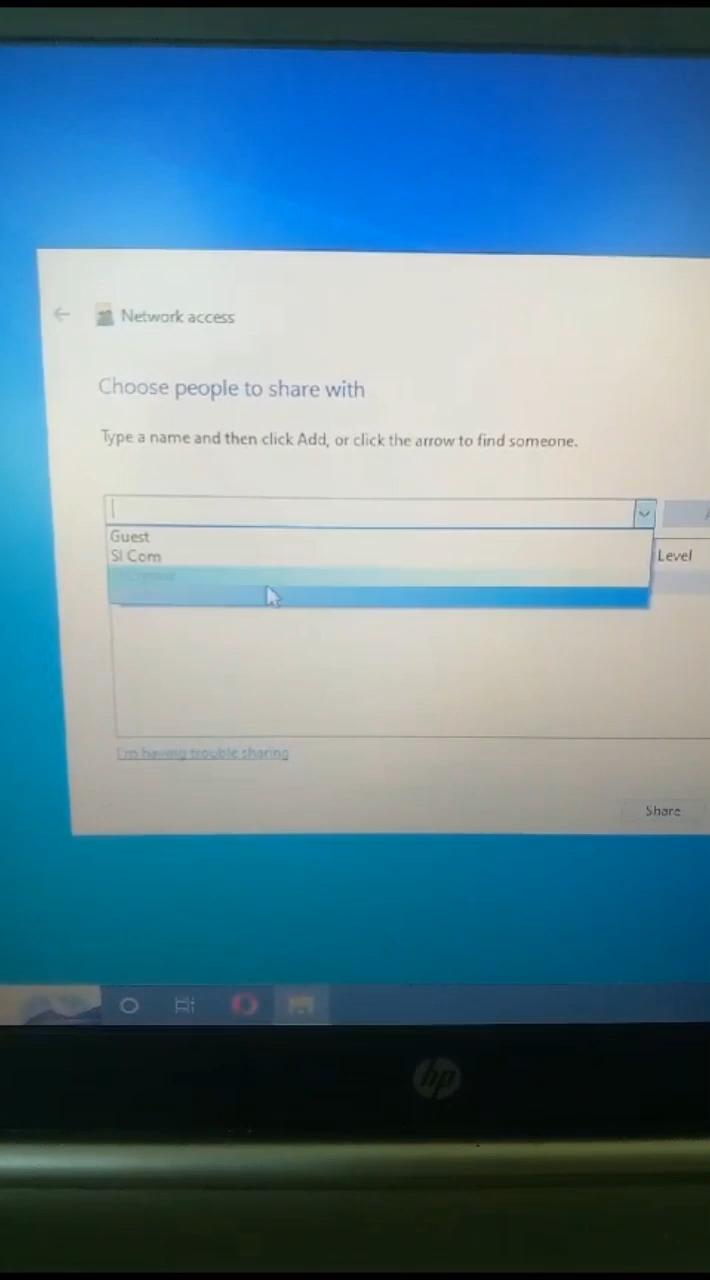 Network access
Choose people to share with
Type a name and then click Add, or click the arrow to find someone.
Guest
SI Com
Level
I'm having trouble sharing
Share
hp